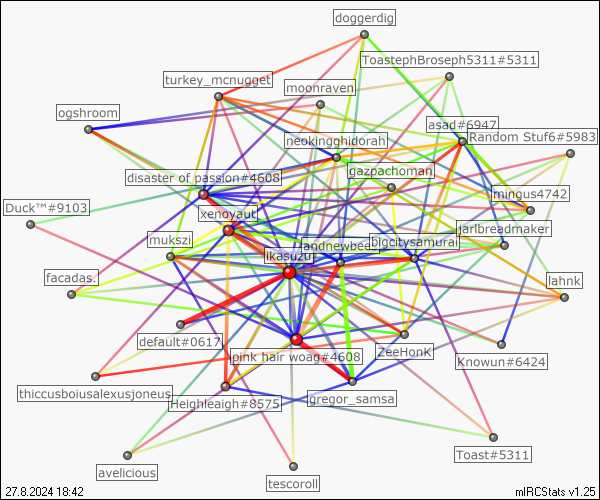 doggerdig
ToastephBroseph5311#5311
turkey_mcnugget
moonrayen
ogshroom
asad#6947
Random Stuf6#5983
neokingghidorah
gazpachoman
disaster of passion#4608
mingus4742
Duck™#9103
xenoyaut
jarlbreadmaker
mukszi
bigcitysamurai
ikasuzu
andnewbee
facadas.
lahnk
default#0617
pink hair woag#4608
ZeeHonK
Knowun#6424
thiccusboiusalexusjoneus
Heighleaigh#8575
gregor_samsa
Toast#5311
avelicious
tescoroll
27.8.2024 18:42
mIRCStats v1.25